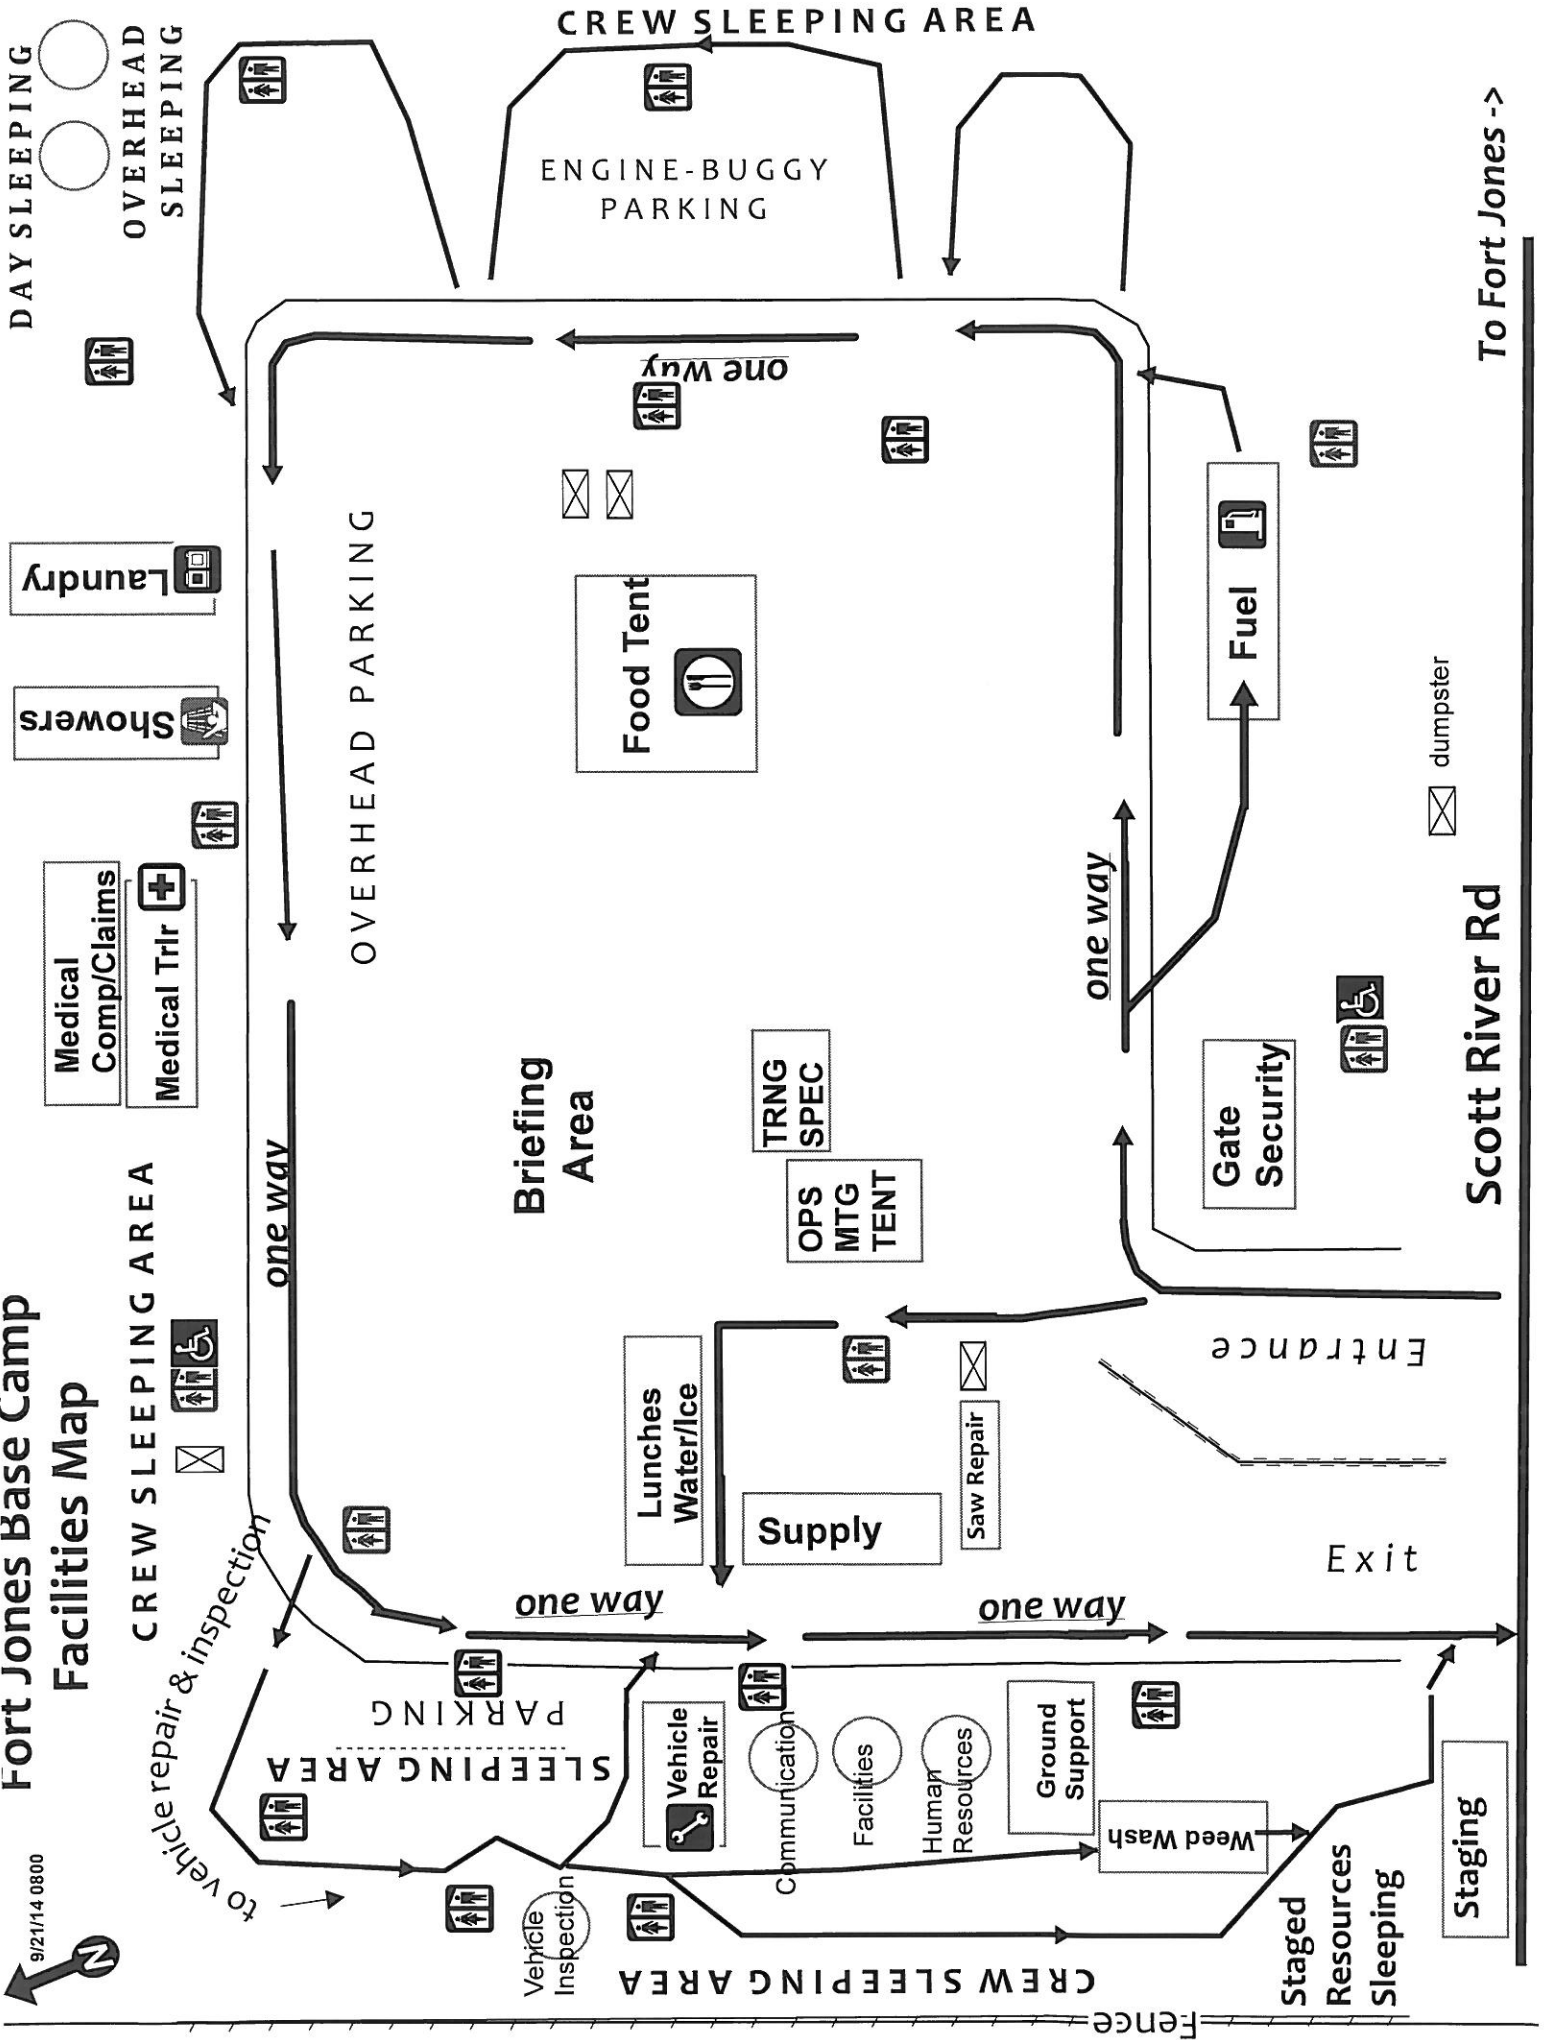 Fort Jones Base Camp
Facilities Map
9/21/14 0800
N
DAY SLEEPING
OVERHEAD
SLEEPING
CREW SLEEPING AREA
ENGINE-BUGGY
PARKING
To Fort Jones ->
one way
Laundry
Showers
OVERHEAD PARKING
Food Tent
Fuel
dumpster
Medical
Comp/Claims
Medical Trlr
one way
Scott River Rd
Briefing
Area
TRNG
SPEC
OPS
MTG
TENT
Gate
Security
CREW SLEEPING AREA
one way
Lunches
Water/Ice
Supply
Saw Repair
Entrance
Exit
to vehicle repair & inspection
one way
one way
PARKING
SLEEPING AREA
Vehicle
Repair
Communication
Facilities
Human
Resources
Ground
Support
Weed Wash
Vehicle
Inspection
CREW SLEEPING AREA
Staged
Resources
Sleeping
Staging
Fence